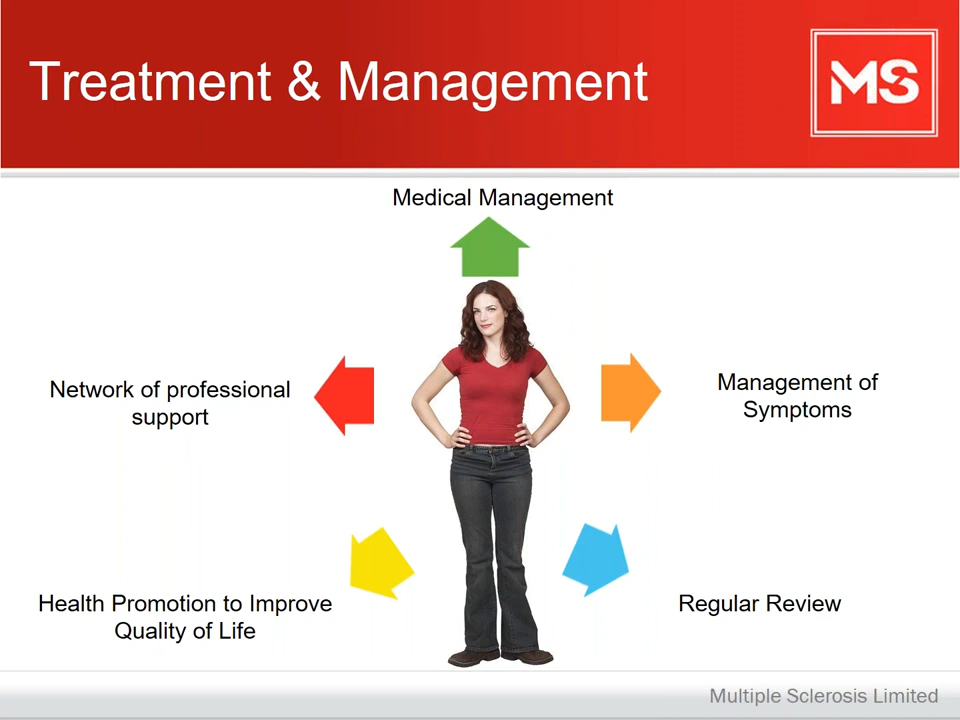 Treatment & Management
MS
Medical Management
Network of professional
support
Management of
Symptoms
Health Promotion to Improve
Quality of Life
Regular Review
Multiple Sclerosis Limited